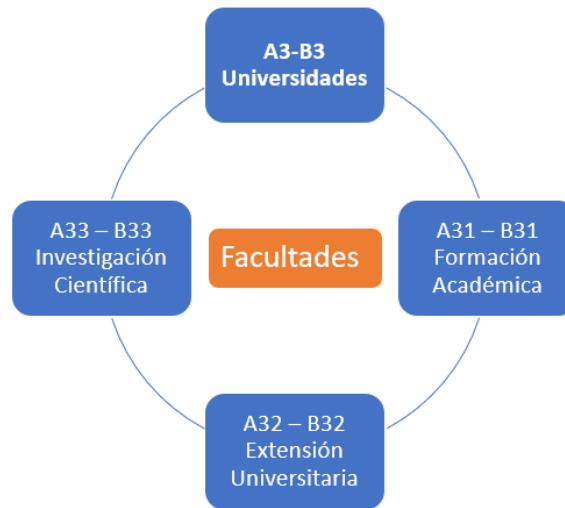 A3-B3
Universidades
A33 – B33
Investigación
Científica
Facultades
A31 – B31
Formación
Académica
A32 – B32
Extensión
Universitaria